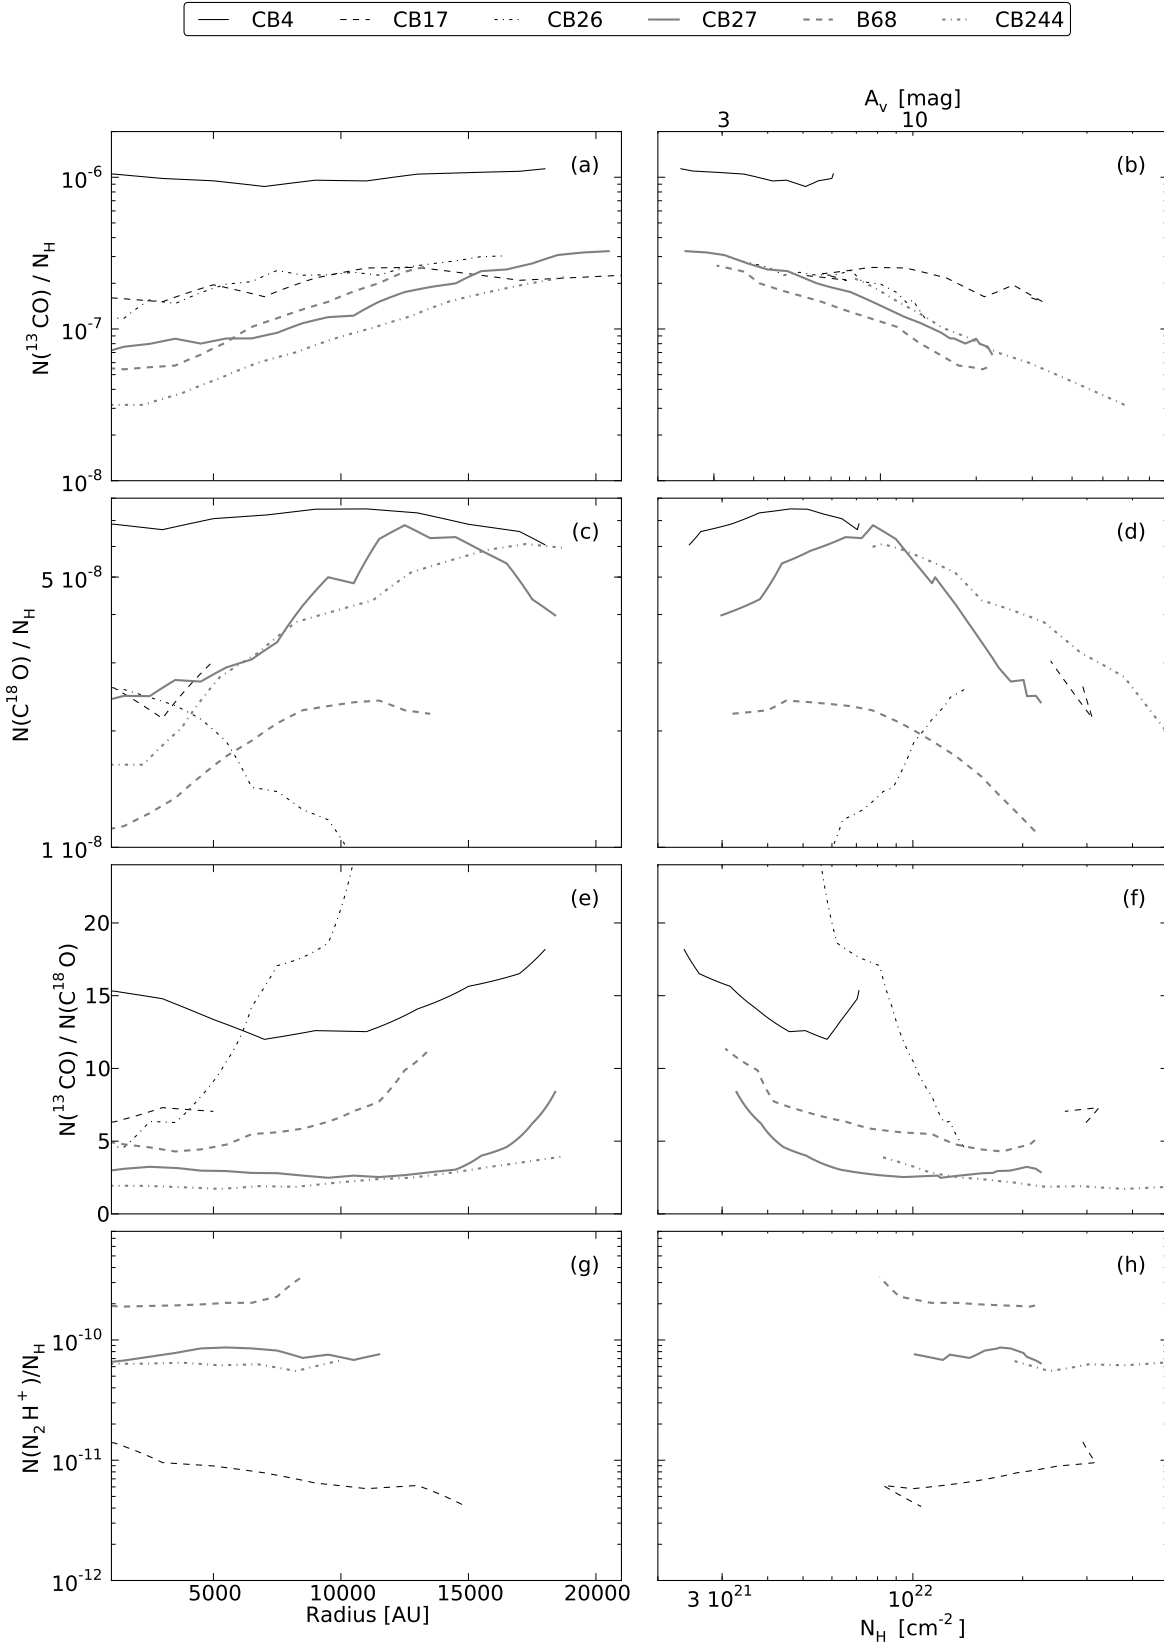 CB4 CB17 CB26 CB27 B68 CB244
A_v [mag]
3 10
(a) (b)
10^-6
N(^13CO) / N_H
10^-7
10^-8
(c) (d)
5 10^-8
N(C^18O) / N_H
1 10^-8
(e) (f)
20
N(^13CO) / N(C^18O)
15
10
5
0
(g) (h)
10^-10
N(N_2H^+)/N_H
10^-11
10^-12
5000 10000 15000 20000 3 10^21 10^22
Radius [AU] N_H [cm^-2]